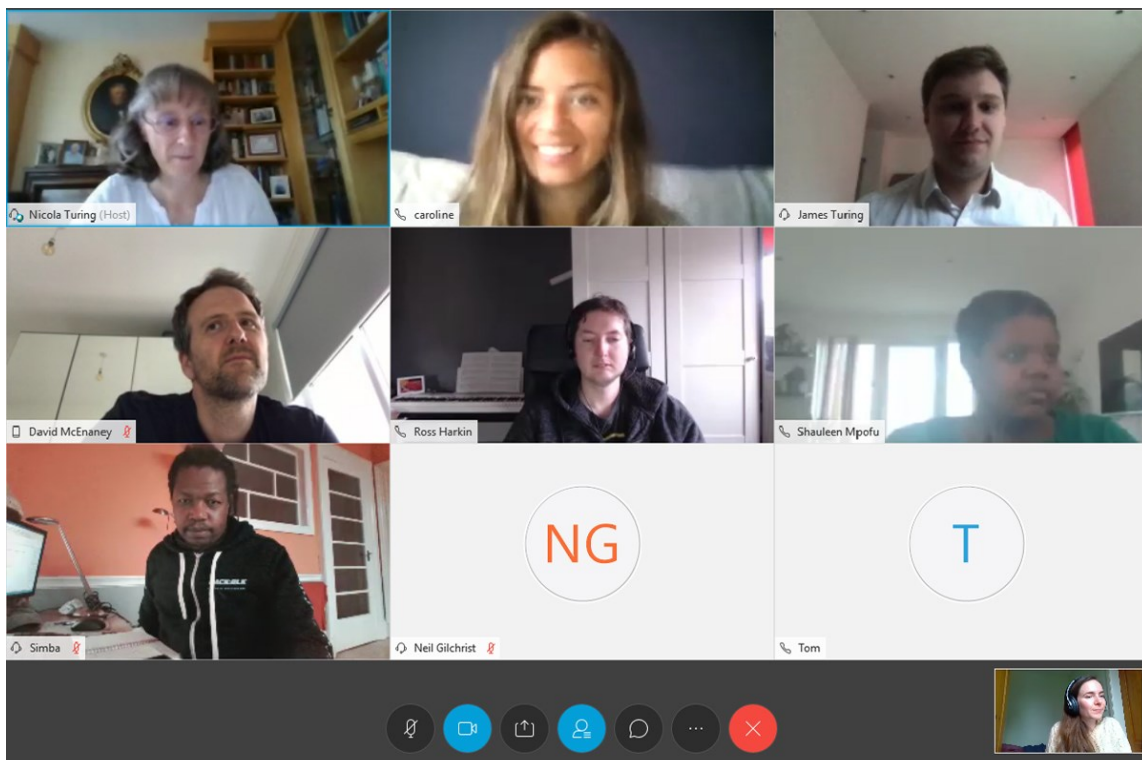 Nicola Turing (Host)
caroline
James Turing
David McEnaney
Ross Harkin
Shauleen Mpofu
NG
T
Simba
Neil Gilchrist
Tom